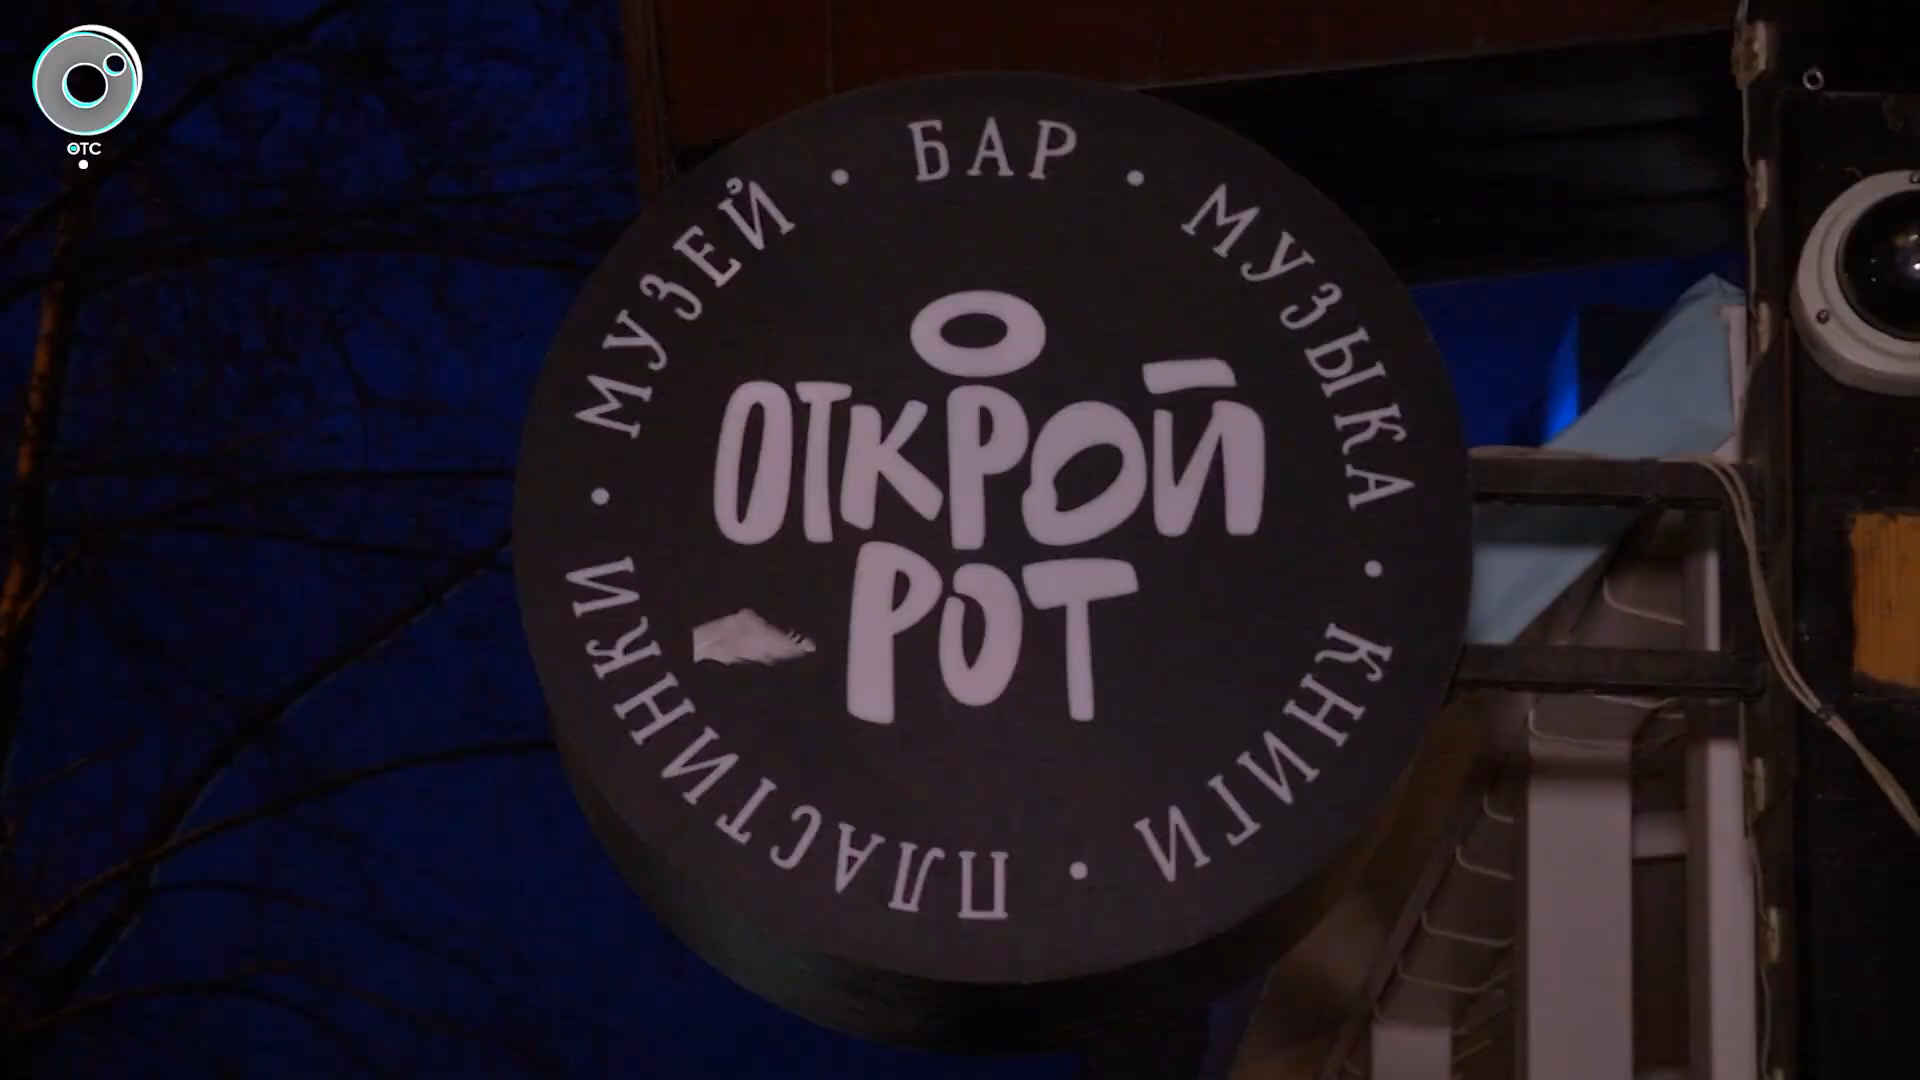 ОТС
МУЗЕЙ • БАР • МУЗЫКА • КНИГИ • ПЛАСТИНКИ •
ОТКРОЙ
РОТ